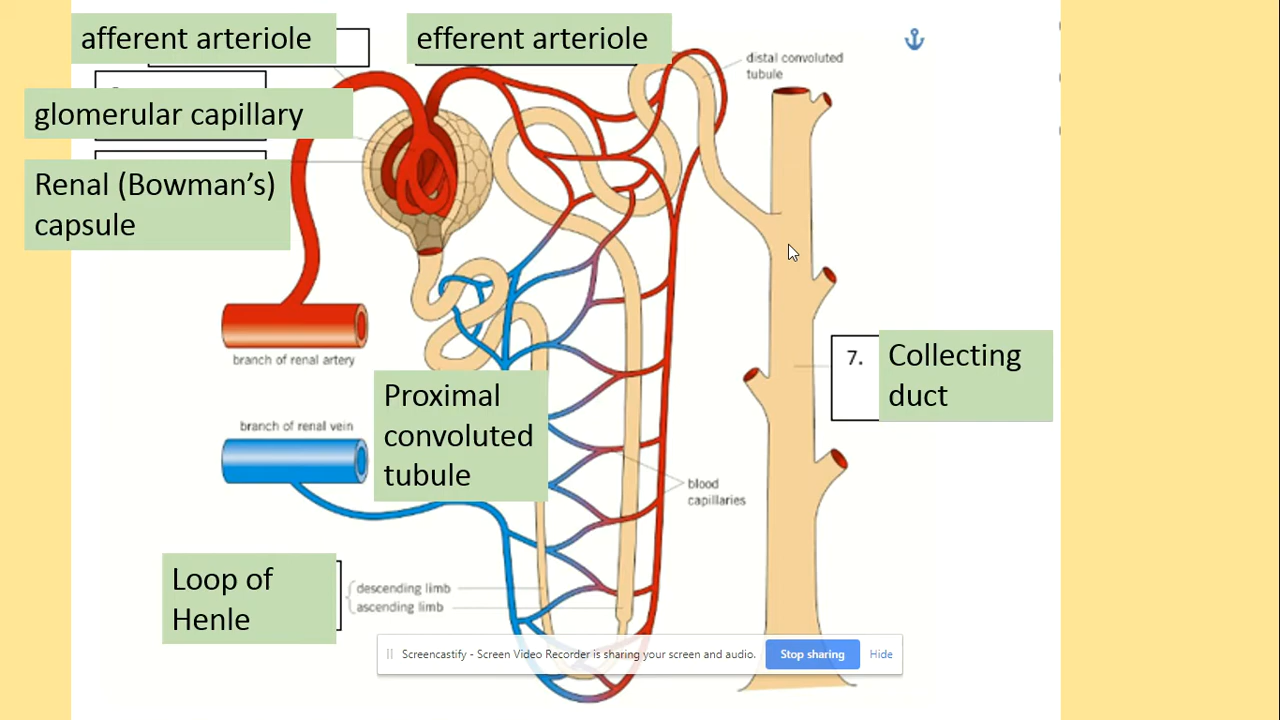 afferent arteriole
efferent arteriole
distal convoluted
tubule
glomerular capillary
Renal (Bowman's)
capsule
branch of renal artery
7.
Collecting
duct
Proximal
convoluted
tubule
branch of renal vein
blood
capillaries
Loop of
Henle
descending limb
ascending limb
Screencastify - Screen Video Recorder is sharing your screen and audio.
Stop sharing
Hide